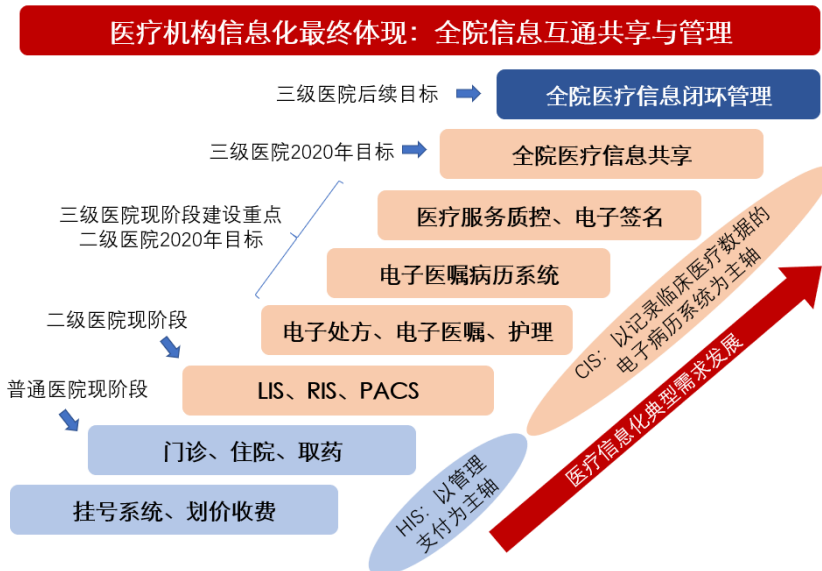 医疗机构信息化最终体现：全院信息互通共享与管理
三级医院后续目标
全院医疗信息闭环管理
三级医院2020年目标
全院医疗信息共享
三级医院现阶段建设重点
二级医院2020年目标
医疗服务质控、电子签名
电子医嘱病历系统
二级医院现阶段
电子处方、电子医嘱、护理
普通医院现阶段
LIS、RIS、PACS
门诊、住院、取药
挂号系统、划价收费
HIS：以管理
支付为主轴
CIS：以记录临床医疗数据的
电子病历系统为主轴
医疗信息化典型需求发展